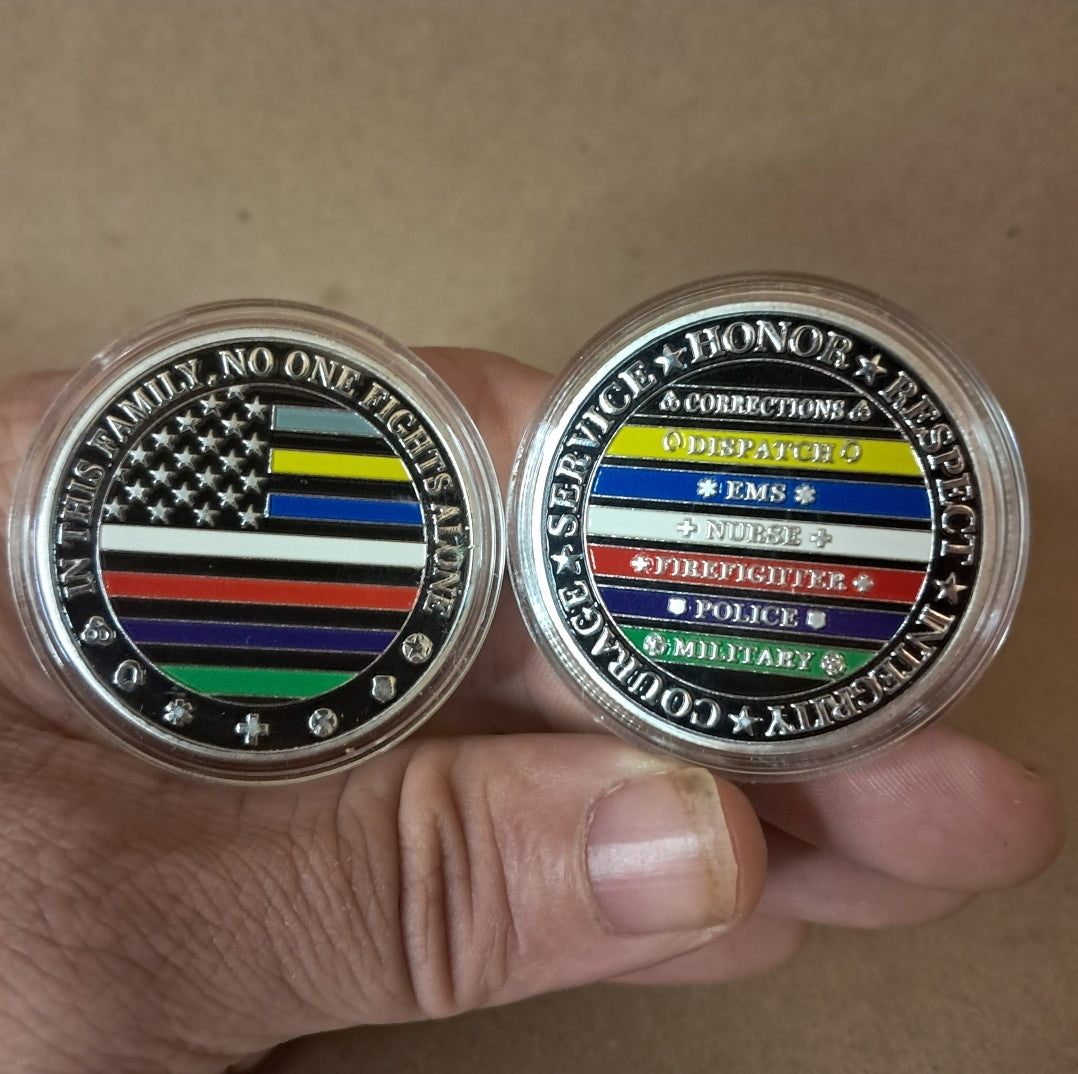 IN THIS FAMILY, NO ONE FIGHTS ALONE
COURAGE ★ SERVICE ★ HONOR ★ RESPECT ★ INTEGRITY ★
CORRECTIONS
DISPATCH
EMS
NURSE
FIREFIGHTER
POLICE
MILITARY